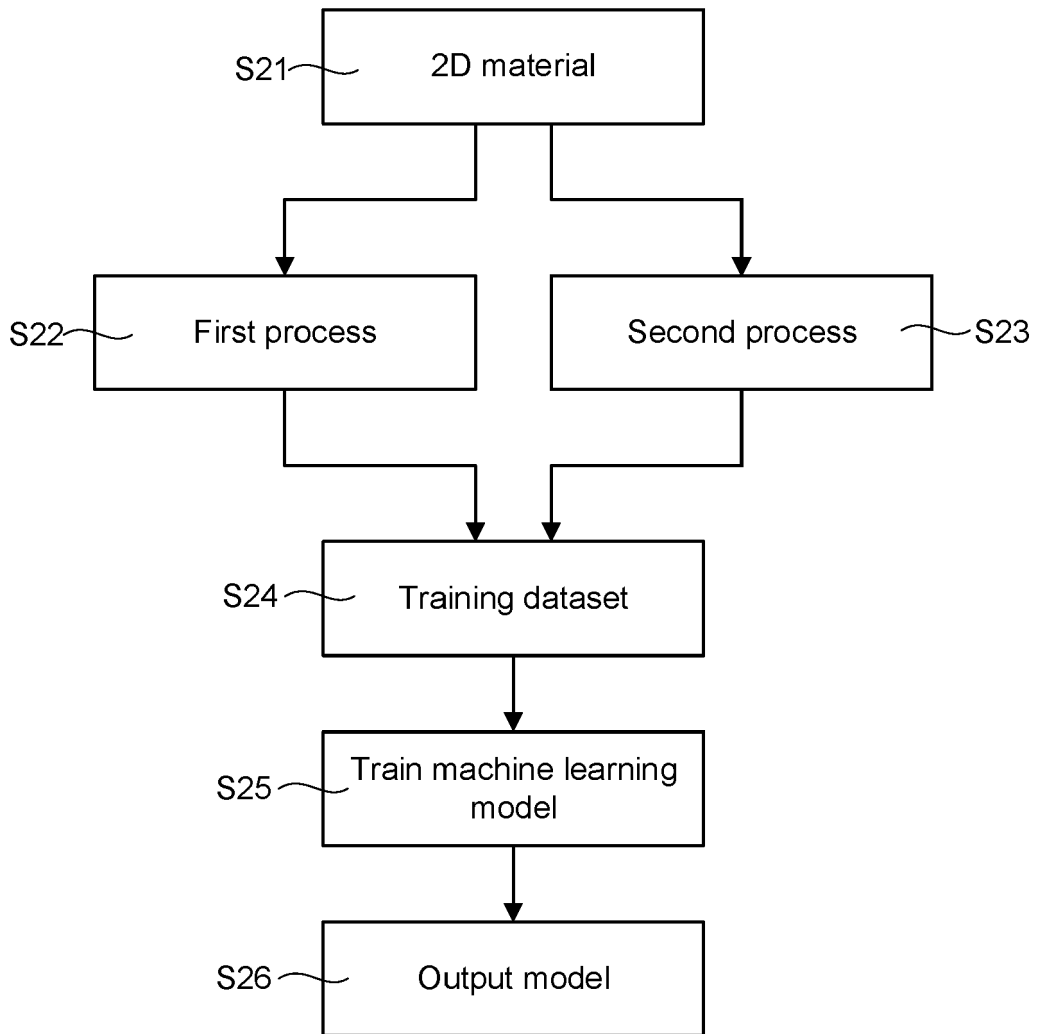 S21
2D material
S22
First process
Second process
S23
S24
Training dataset
S25
Train machine learning
model
S26
Output model